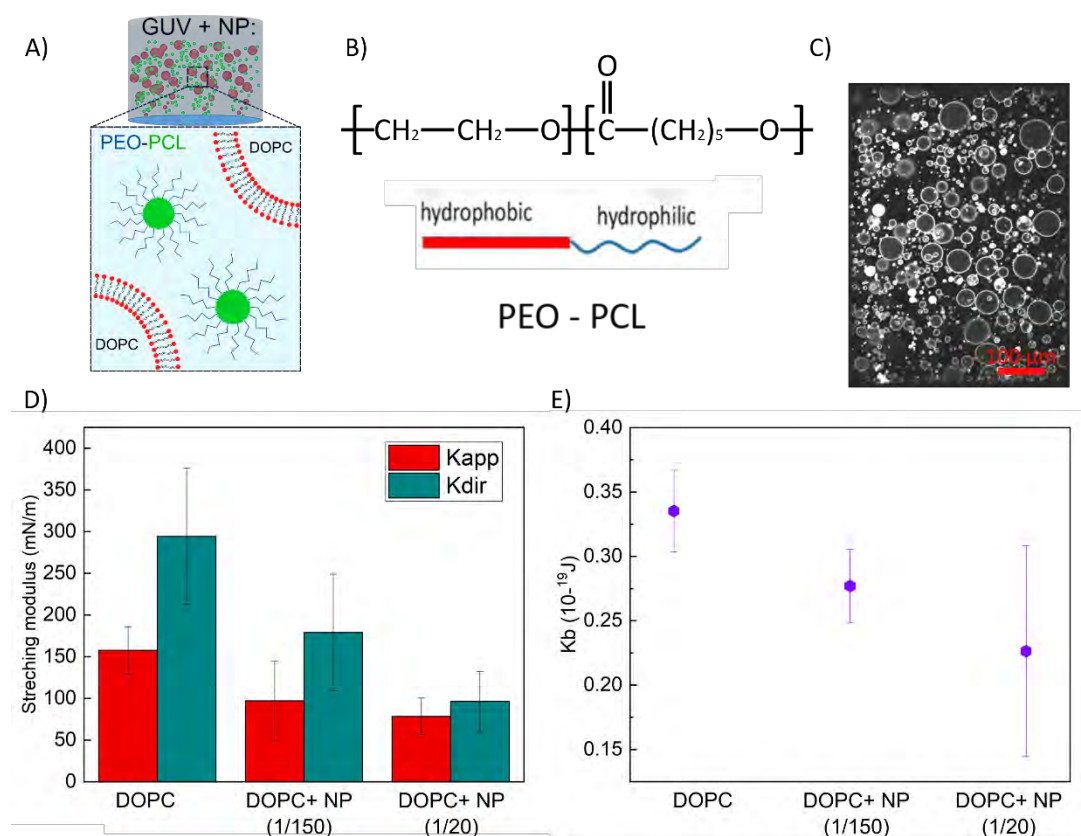 A)
GUV + NP:
PEO-PCL
DOPC
DOPC
B)
O
[CH₂—CH₂—O][C—(CH₂)₅—O]
hydrophobic hydrophilic
PEO - PCL
C)
100 µm
D)
Streching modulus (mN/m)
400
350
300
250
200
150
100
50
0
Kapp
Kdir
DOPC DOPC+ NP DOPC+ NP
(1/150) (1/20)
E)
Kb (10-¹⁹J)
0.40
0.35
0.30
0.25
0.20
0.15
DOPC DOPC+ NP DOPC+ NP
(1/150) (1/20)